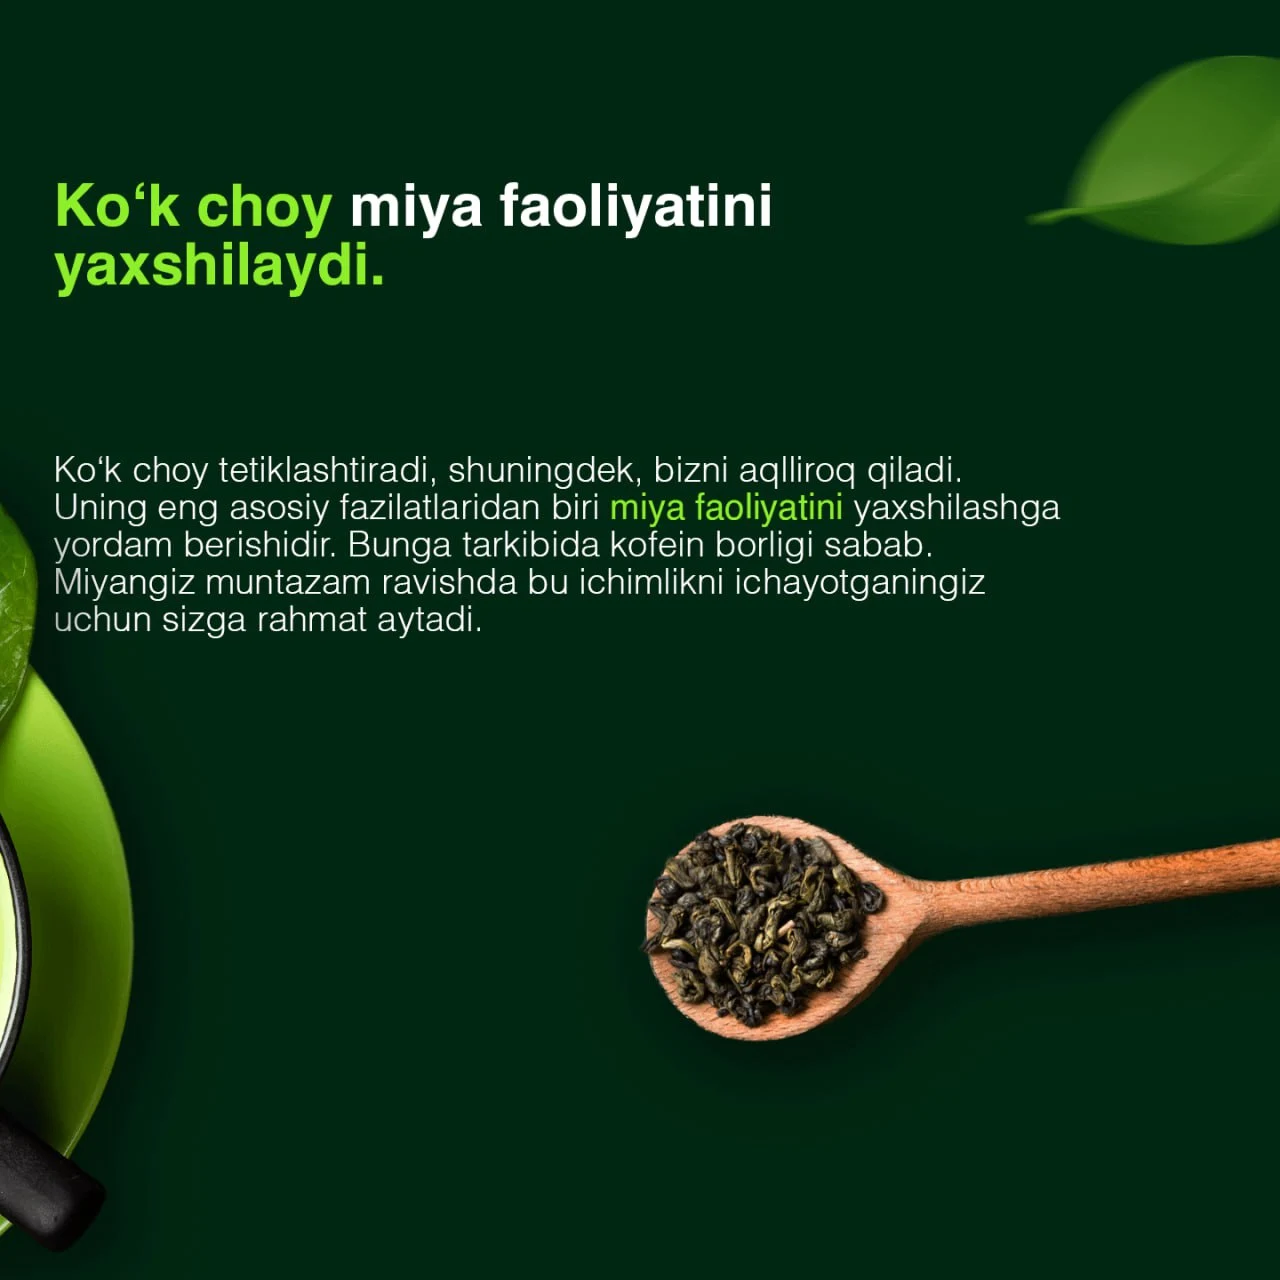 Ko‘k choy miya faoliyatini
yaxshilaydi.
Ko‘k choy tetiklashtiradi, shuningdek, bizni aqlliroq qiladi.
Uning eng asosiy fazilatlaridan biri miya faoliyatini yaxshilashga
yordam berishidir. Bunga tarkibida kofein borligi sabab.
Miyangiz muntazam ravishda bu ichimlikni ichayotganingiz
uchun sizga rahmat aytadi.